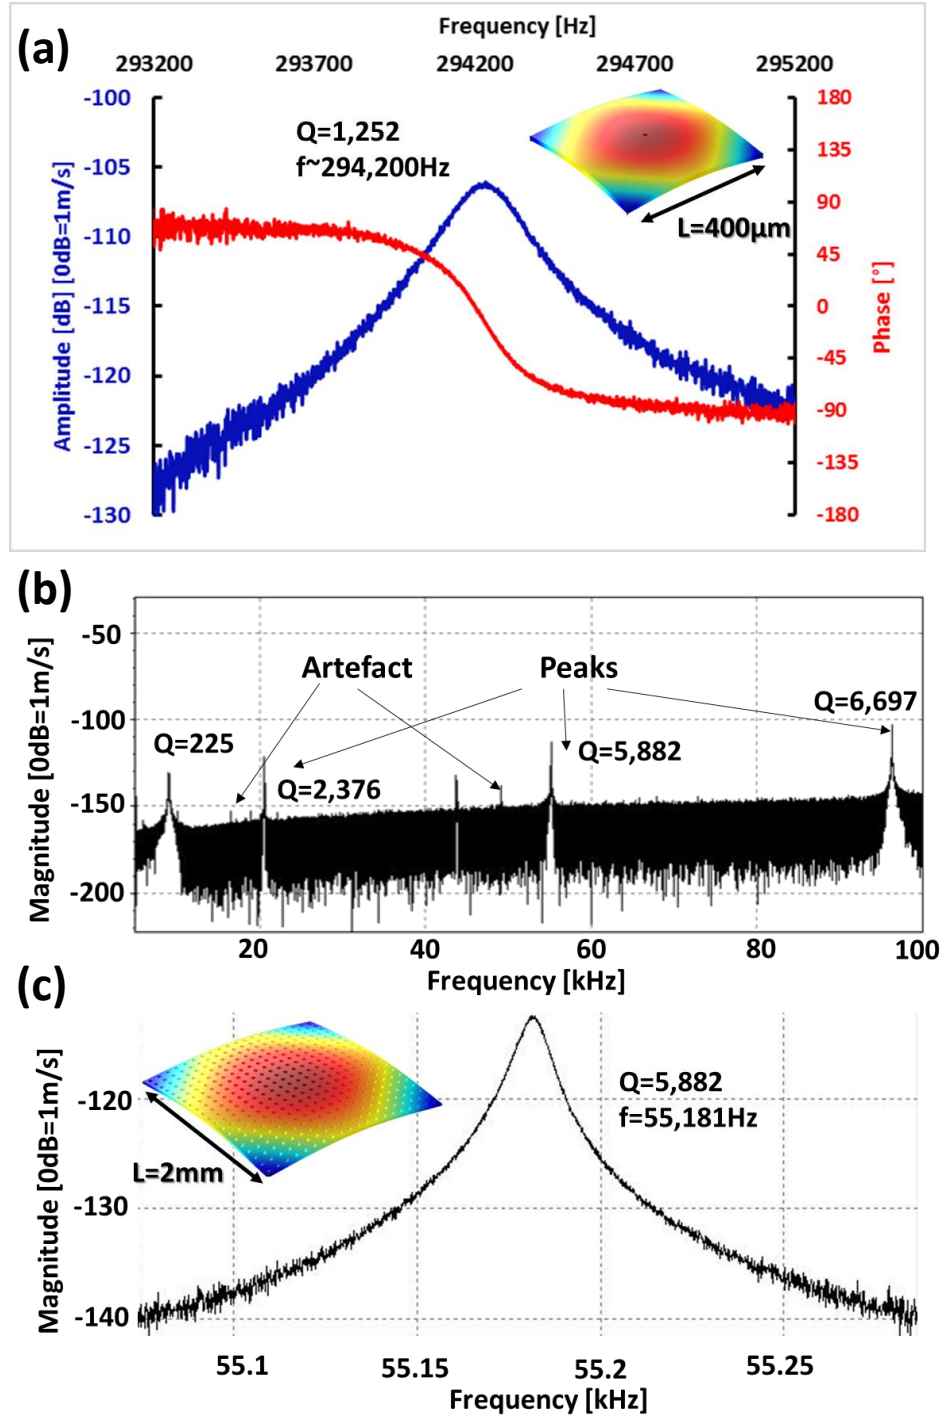 (a)
Frequency [Hz]
293200 293700 294200 294700 295200
-100 180
Q=1,252
f~294,200Hz
135
-105
90
L=400µm
-110
45
Amplitude [dB] [0dB=1m/s]
Phase [°]
-115 0
-45
-120
-90
-125
-135
-130 -180
(b)
-50
Artefact Peaks
Q=6,697
-100
Q=225
Q=5,882
Q=2,376
-150
-200
Magnitude [0dB=1m/s]
20 40 60 80 100
Frequency [kHz]
(c)
Q=5,882
f=55,181Hz
-120
L=2mm
-130
-140
Magnitude [0dB=1m/s]
55.1 55.15 55.2 55.25
Frequency [kHz]